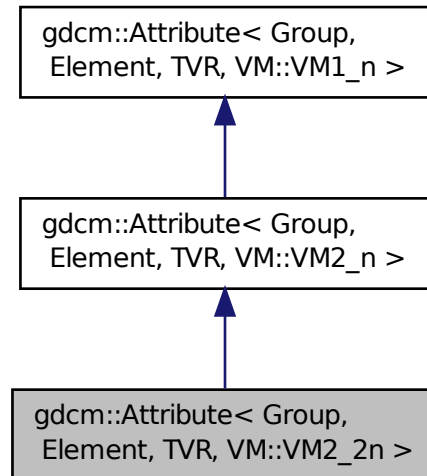 gdcm::Attribute< Group,
Element, TVR, VM::VM1_n >
gdcm::Attribute< Group,
Element, TVR, VM::VM2_n >
gdcm::Attribute< Group,
Element, TVR, VM::VM2_2n >